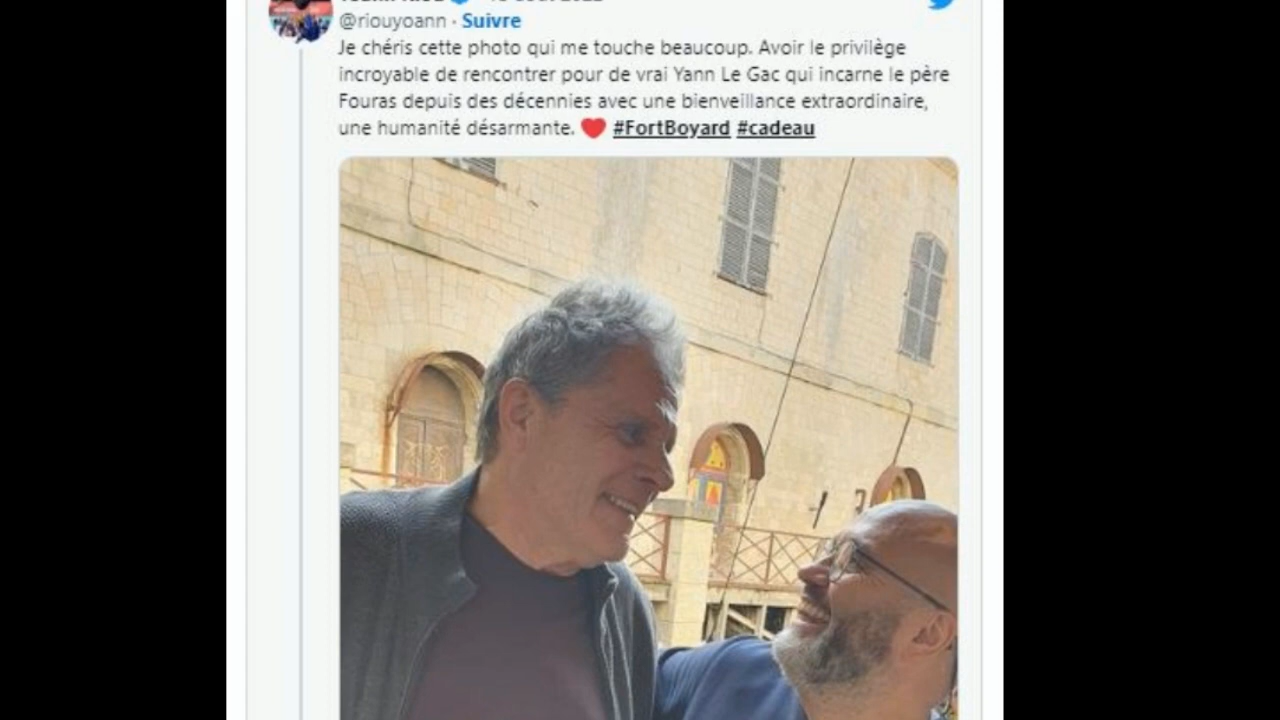 @riouyoann · Suivre
Je chéris cette photo qui me touche beaucoup. Avoir le privilège
incroyable de rencontrer pour de vrai Yann Le Gac qui incarne le père
Fouras depuis des décennies avec une bienveillance extraordinaire,
une humanité désarmante. ❤️ #FortBoyard #cadeau